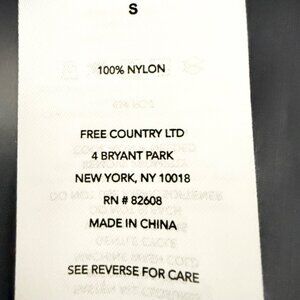 S
100% NYLON
FREE COUNTRY LTD
4 BRYANT PARK
NEW YORK, NY 10018
RN # 82608
MADE IN CHINA
SEE REVERSE FOR CARE